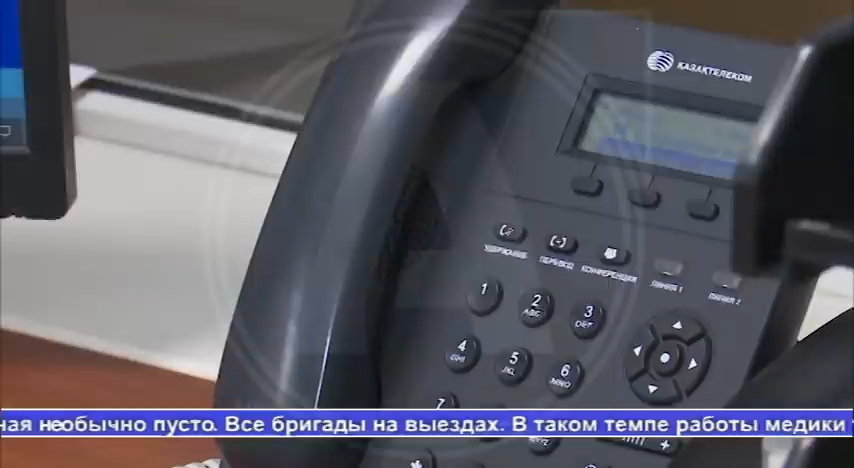 ҚАЗАҚТЕЛЕКОМ
УДЕРЖАНИЕ ПЕРЕВОД КОНФЕРЕНЦИЯ ЛИНИЯ 1 ЛИНИЯ 2
1 2 ABC 3 DEF
4 GHI 5 JKL 6 MNO
7
ная необычно пусто. Все бригады на выездах. В таком темпе работы медики